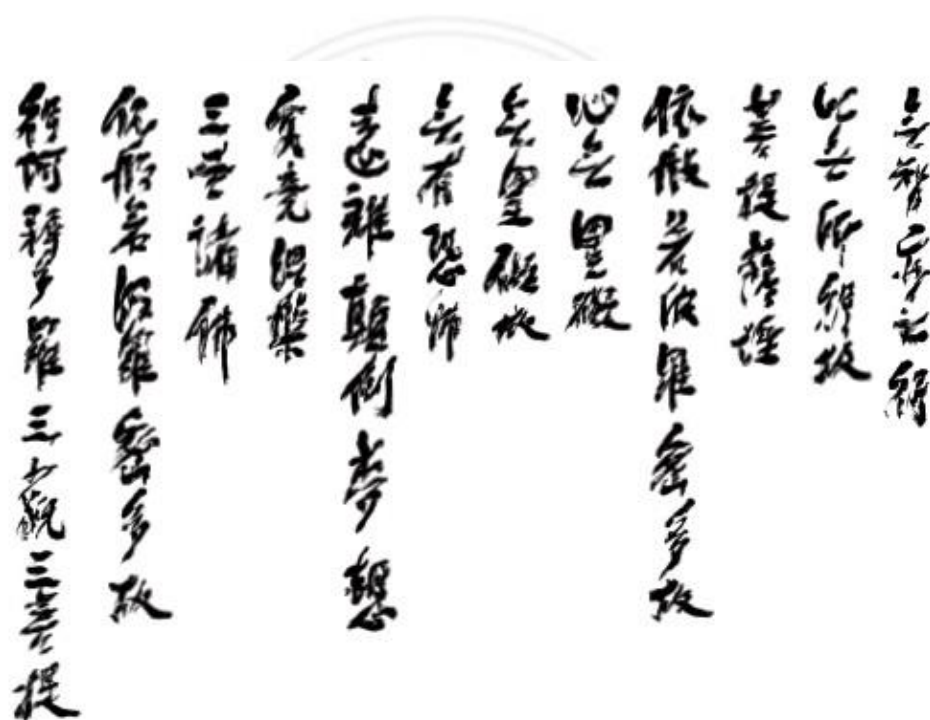 無智亦無得
以無所得故
菩提薩埵
依般若波羅密多故
心無罣礙
無罣礙故
無有恐怖
遠離顛倒夢想
究竟涅槃
三世諸佛
依般若波羅密多故
得阿耨多羅三藐三菩提